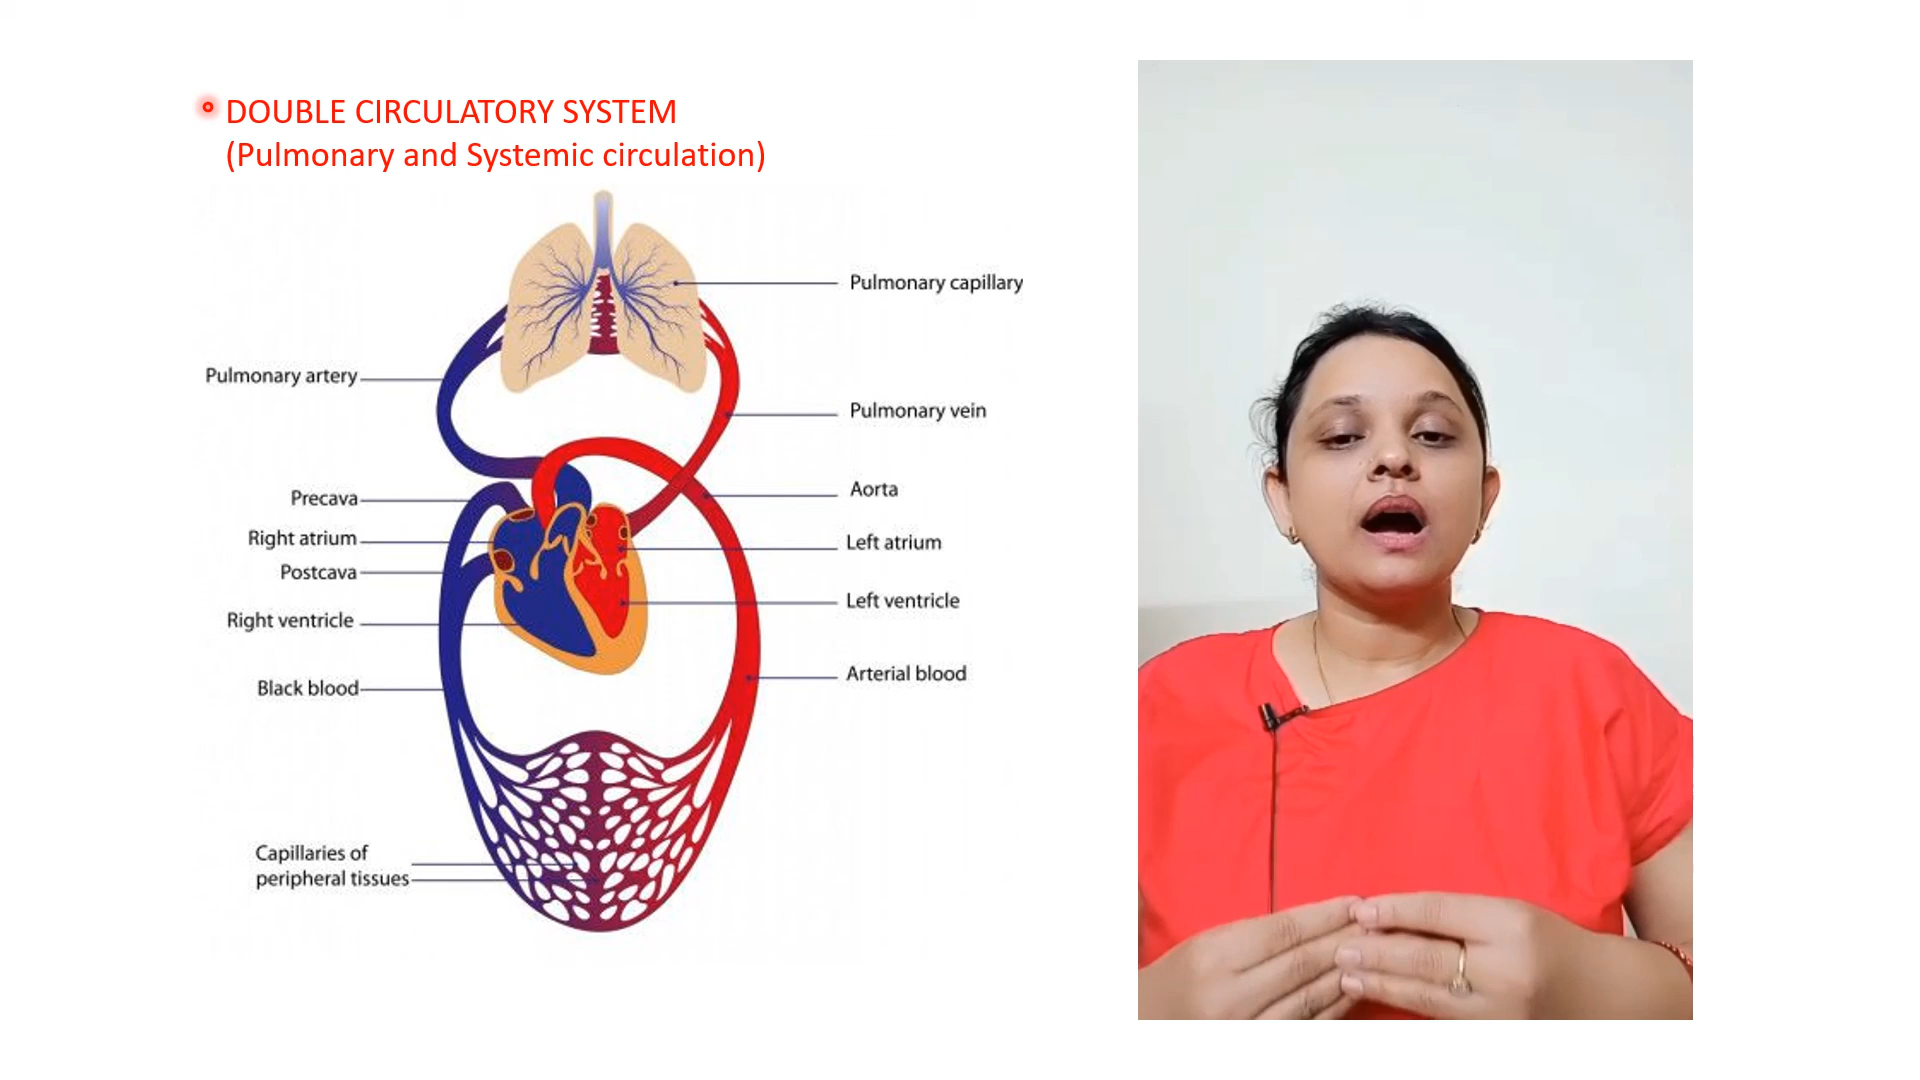 DOUBLE CIRCULATORY SYSTEM
(Pulmonary and Systemic circulation)
Pulmonary capillary
Pulmonary artery
Pulmonary vein
Precava
Aorta
Right atrium
Left atrium
Postcava
Left ventricle
Right ventricle
Black blood
Arterial blood
Capillaries of
peripheral tissues